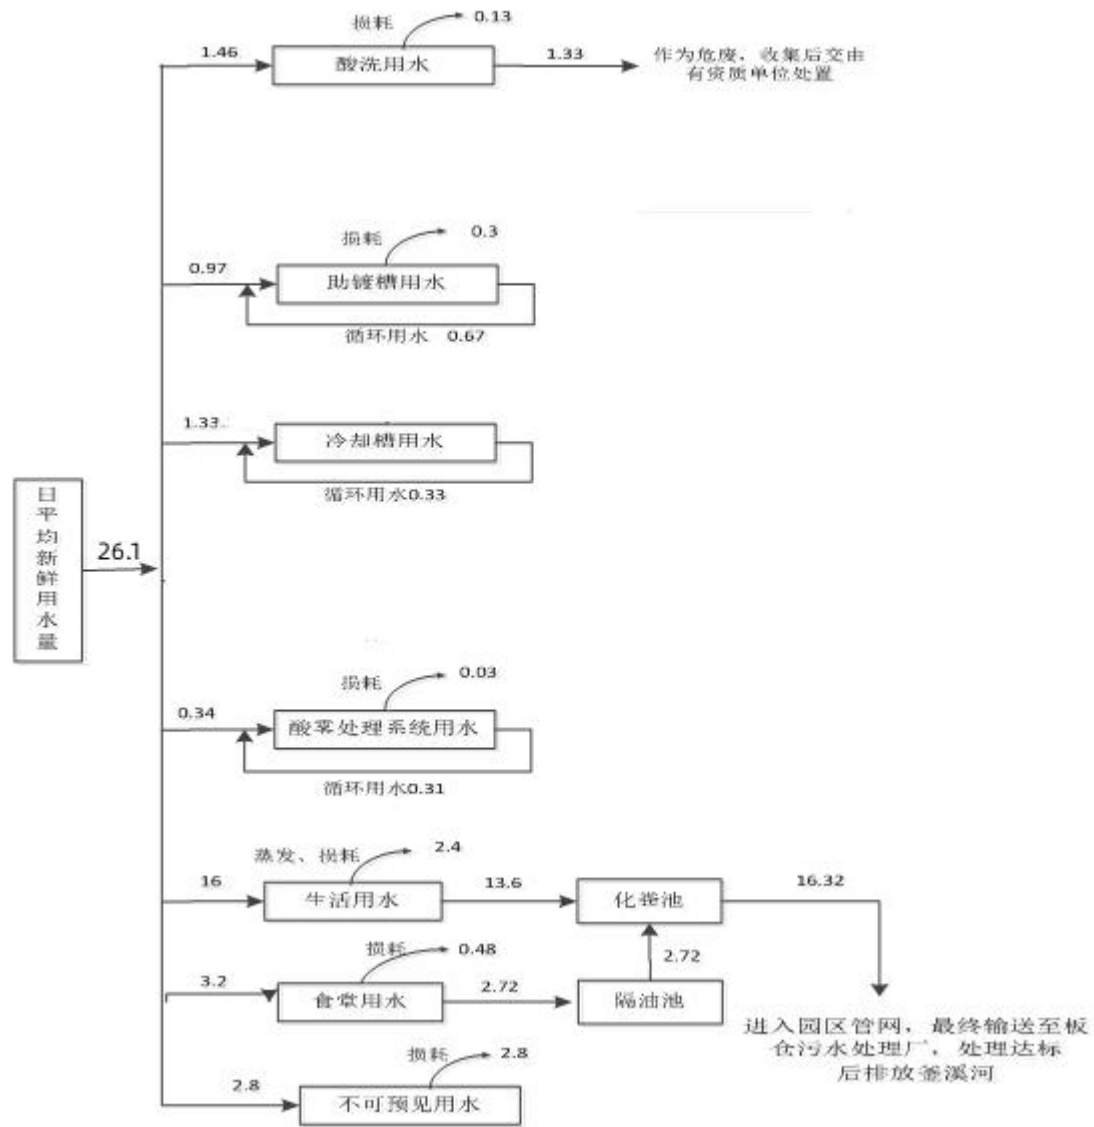 损耗
0.13
1.46
酸洗用水
1.33
作为危废，收集后交由
有资质单位处置
损耗
0.3
0.97
助镀槽用水
循环用水 0.67
1.33
冷却槽用水
循环用水0.33
日平均新鲜用水量
26.1
损耗
0.03
0.34
酸雾处理系统用水
循环用水0.31
蒸发、损耗
2.4
16
生活用水
13.6
化粪池
16.32
损耗
0.48
2.72
3.2
食堂用水
2.72
隔油池
进入园区管网，最终输送至板
仓污水处理厂，处理达标
后排放釜溪河
损耗
2.8
2.8
不可预见用水